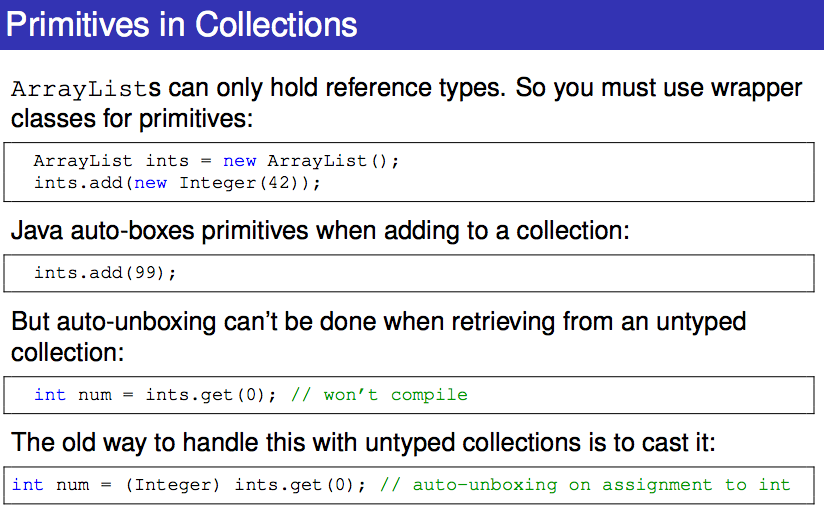 Primitives in Collections
ArrayLists can only hold reference types. So you must use wrapper
classes for primitives:
ArrayList ints = new ArrayList();
ints.add(new Integer(42));
Java auto-boxes primitives when adding to a collection:
ints.add(99);
But auto-unboxing can't be done when retrieving from an untyped
collection:
int num = ints.get(0); // won't compile
The old way to handle this with untyped collections is to cast it:
int num = (Integer) ints.get(0); // auto-unboxing on assignment to int